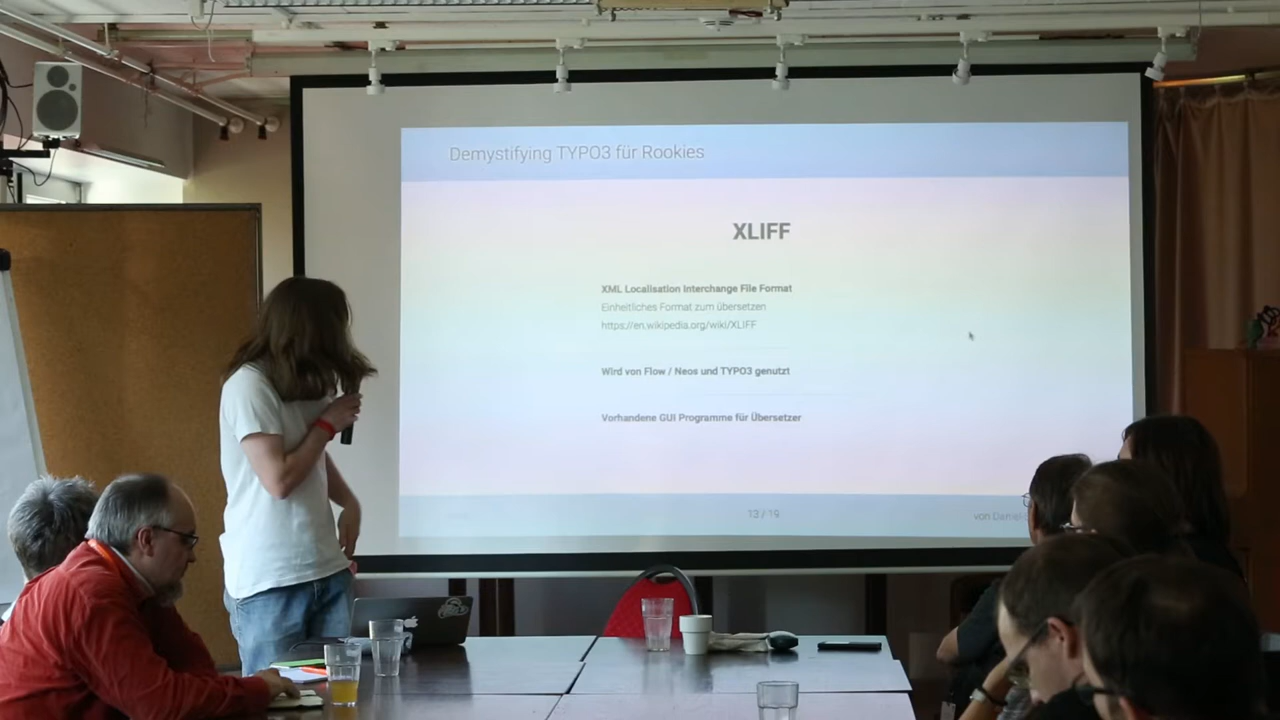 Demystifying TYPO3 für Rookies
XLIFF
XML Localisation Interchange File Format
Einheitliches Format zum übersetzen
https://en.wikipedia.org/wiki/XLIFF
Wird von Flow / Neos und TYPO3 genutzt
Vorhandene GUI Programme für Übersetzer
13 / 19
von Daniel